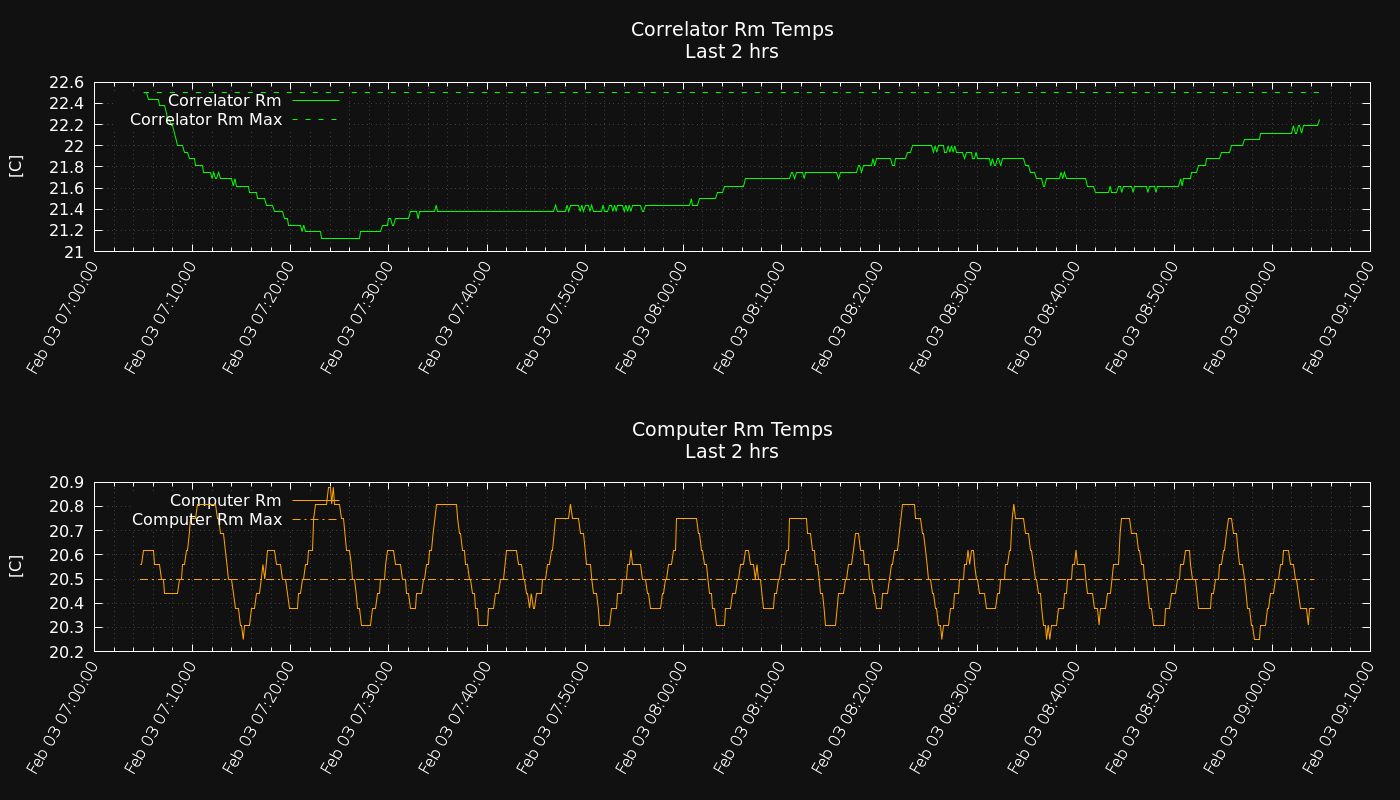 Correlator Rm Temps
Last 2 hrs
22.6
22.4
22.2
22
21.8
21.6
21.4
21.2
21
[C]
Correlator Rm
Correlator Rm Max
Feb 03 07:00:00
Feb 03 07:10:00
Feb 03 07:20:00
Feb 03 07:30:00
Feb 03 07:40:00
Feb 03 07:50:00
Feb 03 08:00:00
Feb 03 08:10:00
Feb 03 08:20:00
Feb 03 08:30:00
Feb 03 08:40:00
Feb 03 08:50:00
Feb 03 09:00:00
Feb 03 09:10:00
Computer Rm Temps
Last 2 hrs
20.9
20.8
20.7
20.6
20.5
20.4
20.3
20.2
[C]
Computer Rm
Computer Rm Max
Feb 03 07:00:00
Feb 03 07:10:00
Feb 03 07:20:00
Feb 03 07:30:00
Feb 03 07:40:00
Feb 03 07:50:00
Feb 03 08:00:00
Feb 03 08:10:00
Feb 03 08:20:00
Feb 03 08:30:00
Feb 03 08:40:00
Feb 03 08:50:00
Feb 03 09:00:00
Feb 03 09:10:00